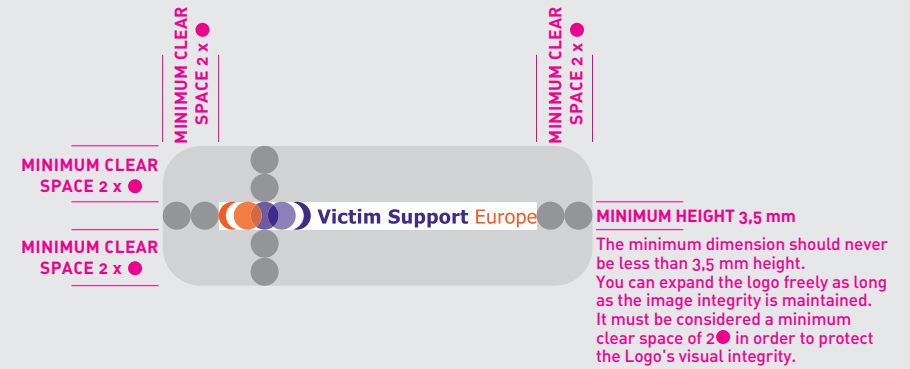 MINIMUM CLEAR
SPACE 2 x ●
MINIMUM CLEAR
SPACE 2 x ●
MINIMUM CLEAR
SPACE 2 x ●
MINIMUM CLEAR
SPACE 2 x ●
Victim Support Europe
MINIMUM HEIGHT 3,5 mm
The minimum dimension should never
be less than 3,5 mm height.
You can expand the logo freely as long
as the image integrity is maintained.
It must be considered a minimum
clear space of 2● in order to protect
the Logo's visual integrity.